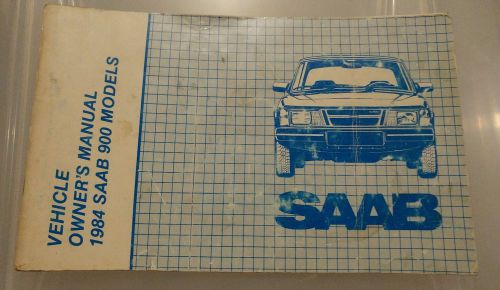 VEHICLE
OWNER'S MANUAL
1984 SAAB 900 MODELS
SAAB